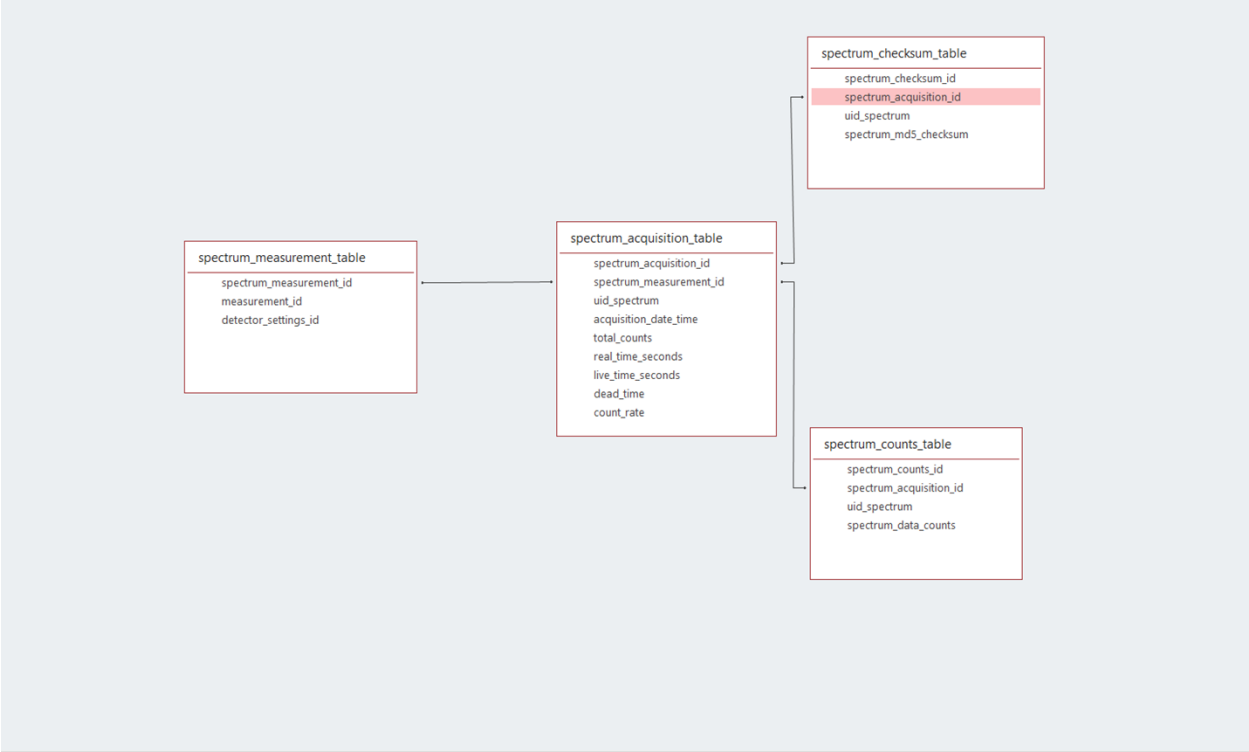 spectrum_measurement_table
spectrum_measurement_id
measurement_id
detector_settings_id
spectrum_acquisition_table
spectrum_acquisition_id
spectrum_measurement_id
uid_spectrum
acquisition_date_time
total_counts
real_time_seconds
live_time_seconds
dead_time
count_rate
spectrum_checksum_table
spectrum_checksum_id
spectrum_acquisition_id
uid_spectrum
spectrum_md5_checksum
spectrum_counts_table
spectrum_counts_id
spectrum_acquisition_id
uid_spectrum
spectrum_data_counts